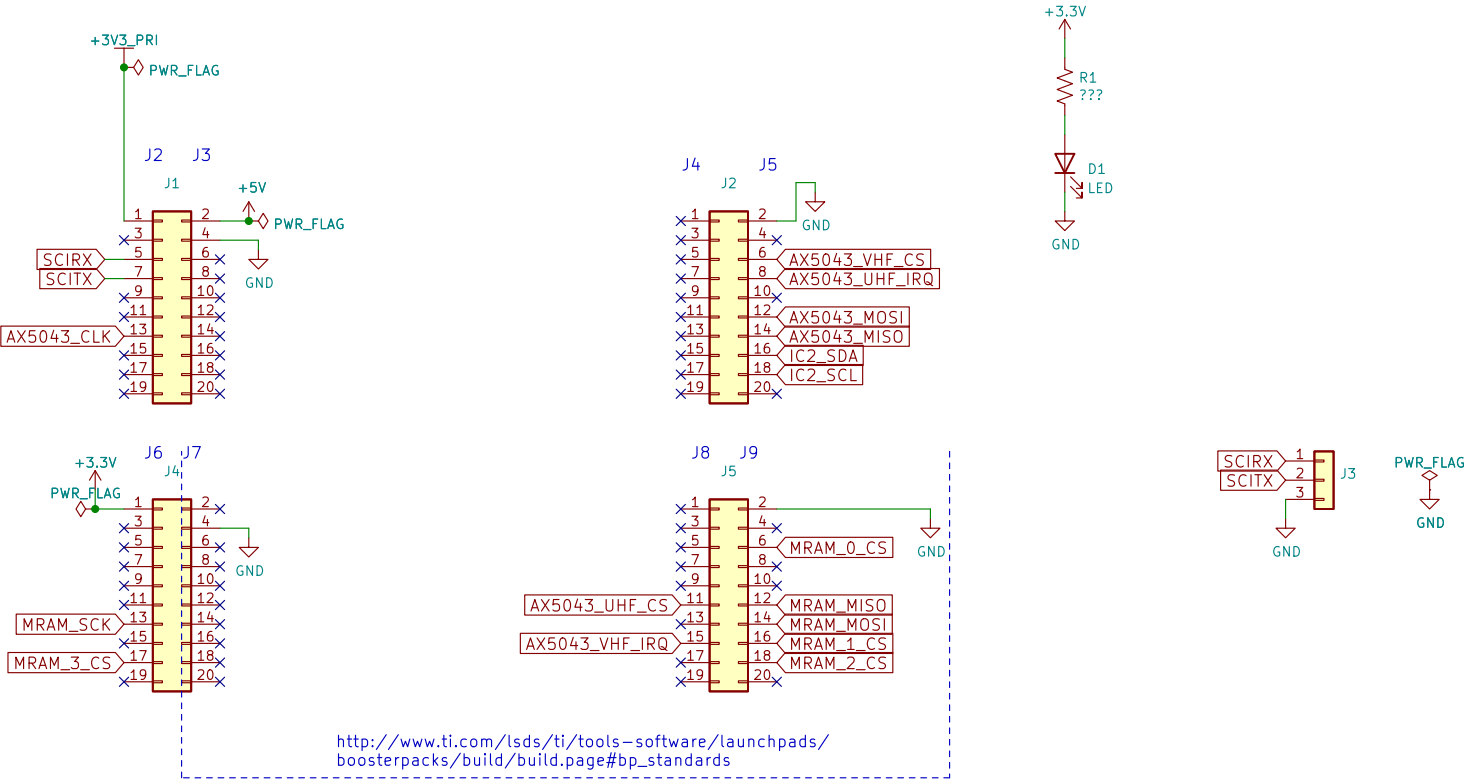 +3V3_PRI
PWR_FLAG
J2 J3
J1
+5V
PWR_FLAG
1 2
3 4
SCIRX 5 6
GND
SCITX 7 8
9 10
11 12
AX5043_CLK 13 14
15 16
17 18
19 20
J4 J5
J2
1 2
GND
3 4
5 6 AX5043_VHF_CS
7 8 AX5043_UHF_IRQ
9 10
11 12 AX5043_MOSI
13 14 AX5043_MISO
15 16 IC2_SDA
17 18 IC2_SCL
19 20
+3.3V
R1
???
D1
LED
GND
J6 J7
+3.3V
J4
PWR_FLAG
1 2
3 4
5 6
GND
7 8
9 10
11 12
MRAM_SCK 13 14
15 16
MRAM_3_CS 17 18
19 20
J8 J9
J5
1 2
3 4
GND
5 6 MRAM_0_CS
7 8
9 10
AX5043_UHF_CS 11 12 MRAM_MISO
13 14 MRAM_MOSI
AX5043_VHF_IRQ 15 16 MRAM_1_CS
17 18 MRAM_2_CS
19 20
SCIRX 1
SCITX 2
J3
3
GND
PWR_FLAG
GND
http://www.ti.com/lsds/ti/tools-software/launchpads/
boosterpacks/build/build.page#bp_standards